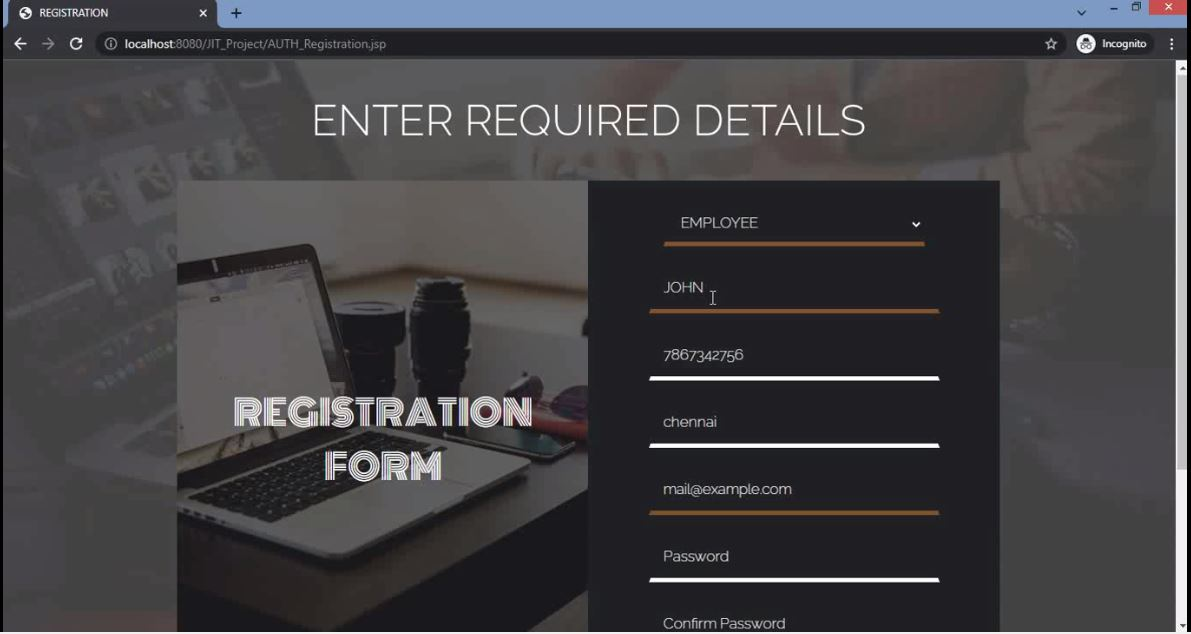 REGISTRATION
localhost:8080/JIT_Project/AUTH_Registration.jsp
Incognito
ENTER REQUIRED DETAILS
EMPLOYEE
JOHN
7867342756
chennai
mail@example.com
Password
Confirm Password
REGISTRATION
FORM